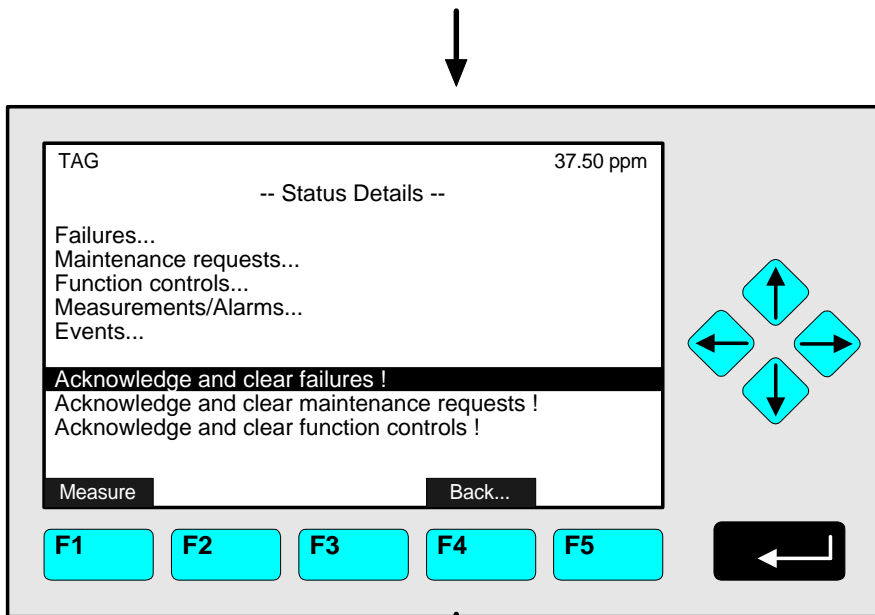 TAG 37.50 ppm
-- Status Details --
Failures...
Maintenance requests...
Function controls...
Measurements/Alarms...
Events...
Acknowledge and clear failures !
Acknowledge and clear maintenance requests !
Acknowledge and clear function controls !
Measure Back...
F1 F2 F3 F4 F5